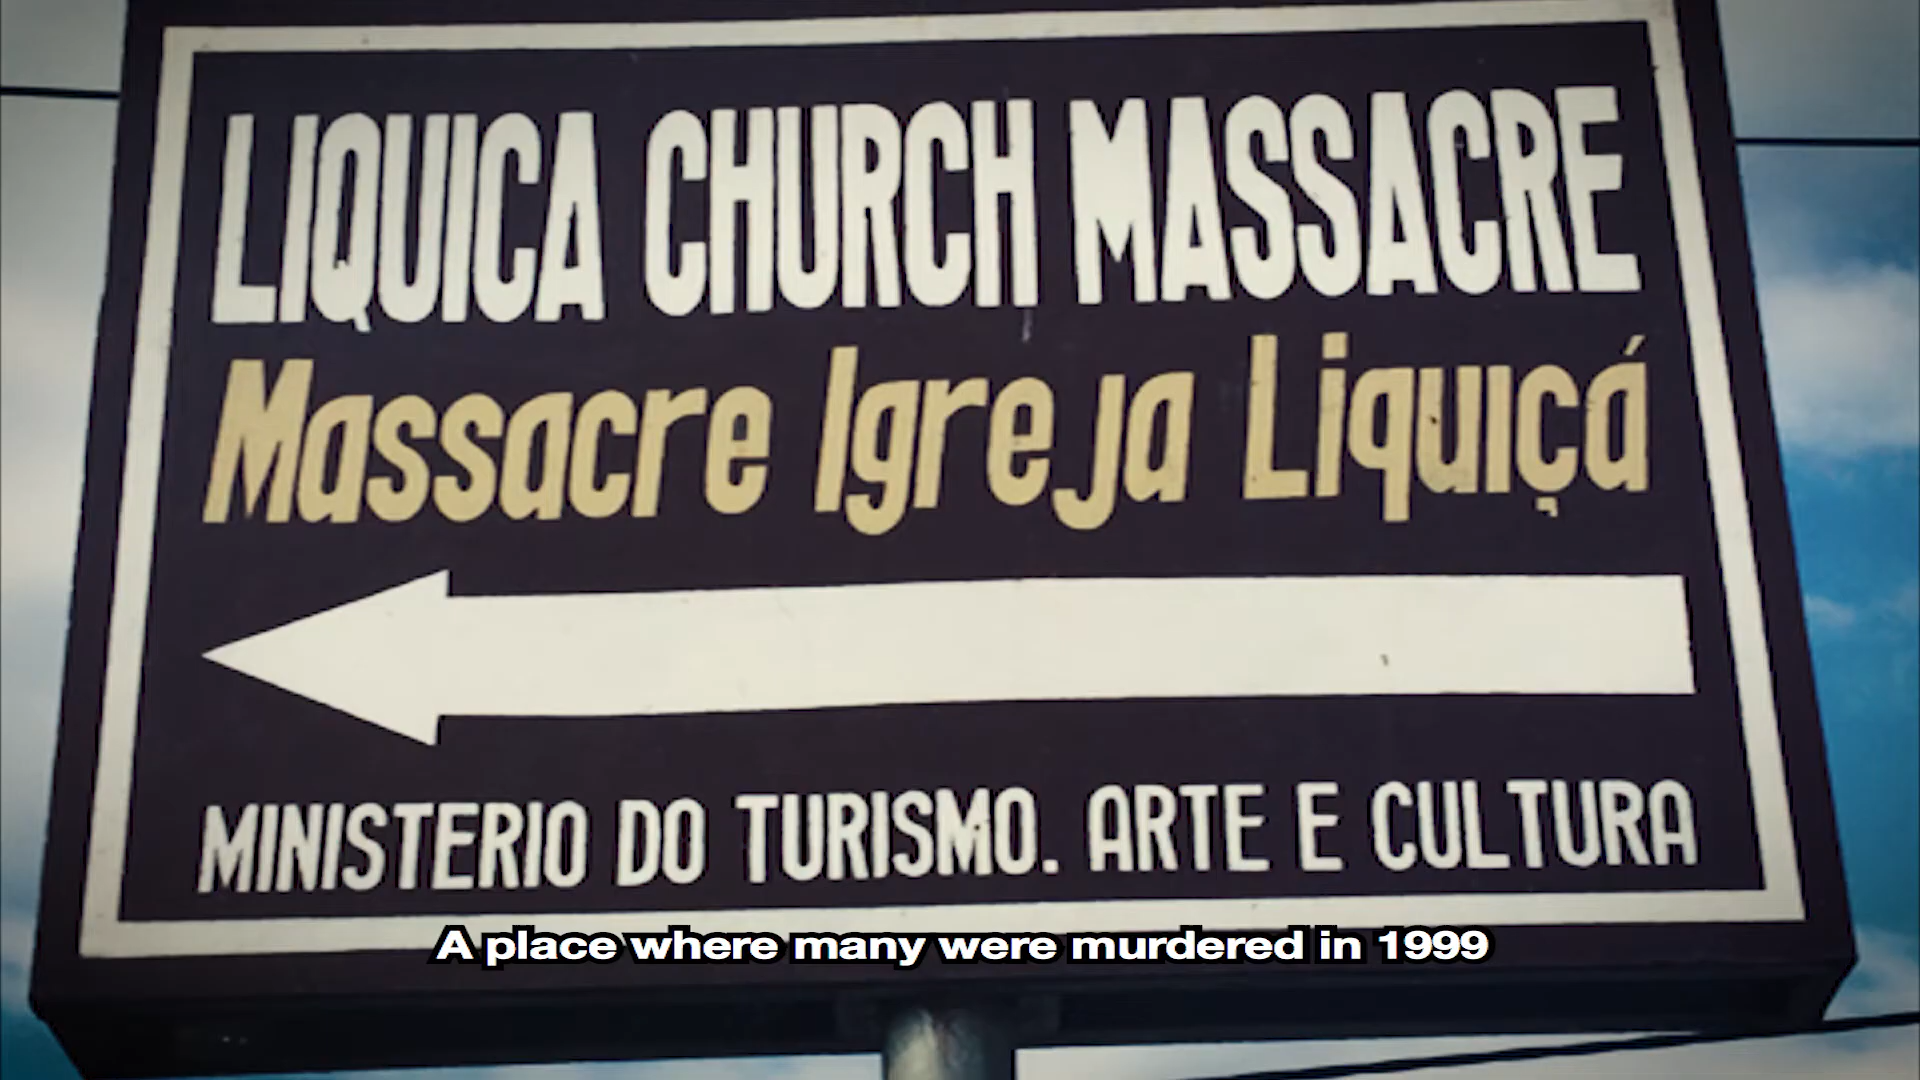 LIQUICA CHURCH MASSACRE
Massacre Igreja Liquiçá
MINISTERIO DO TURISMO. ARTE E CULTURA
A place where many were murdered in 1999